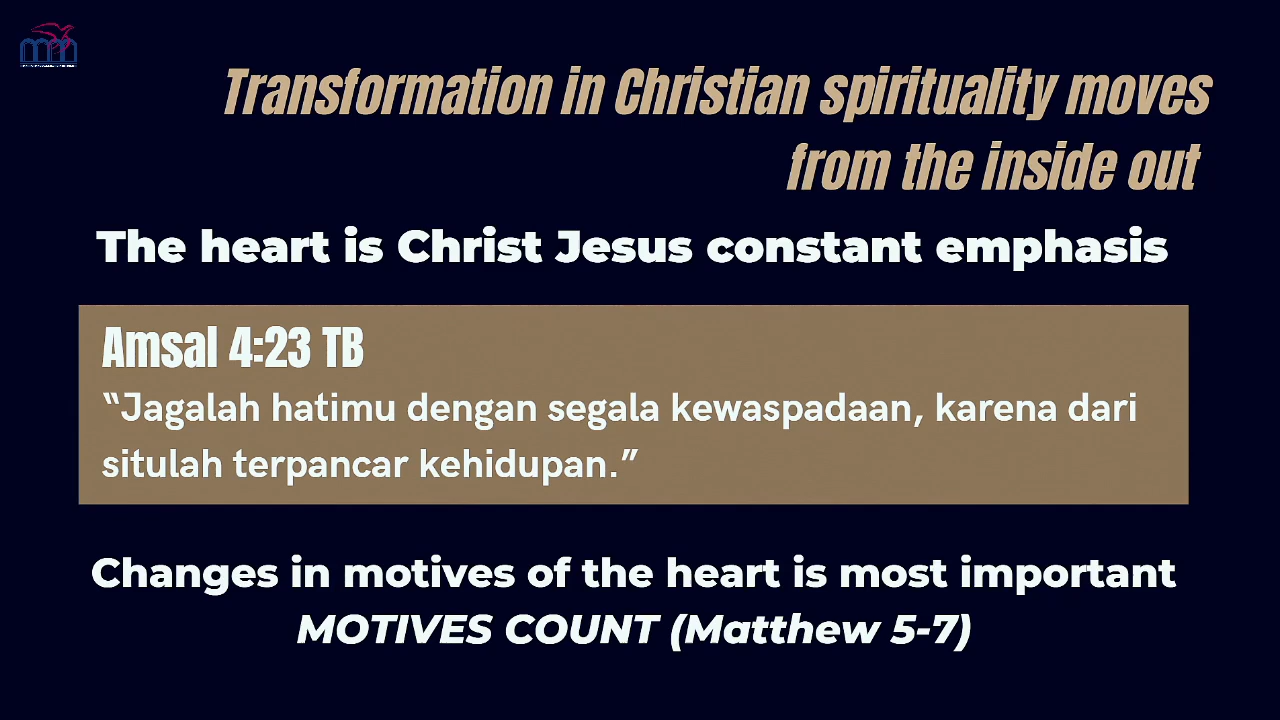 Transformation in Christian spirituality moves
from the inside out
The heart is Christ Jesus constant emphasis
Amsal 4:23 TB
“Jagalah hatimu dengan segala kewaspadaan, karena dari
situlah terpancar kehidupan.”
Changes in motives of the heart is most important
MOTIVES COUNT (Matthew 5-7)